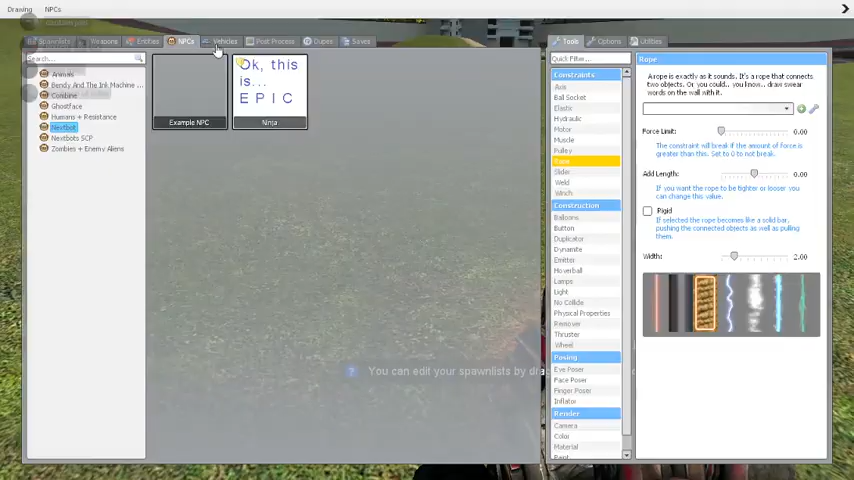 Drawing NPCs
Spawnlists Weapons Entities NPCs Vehicles Post Process Dupes Saves
Search...
Animals
Bendy And The Ink Machine ...
Combine
Ghostface
Humans + Resistance
Nextbot
Nextbots SCP
Zombies + Enemy Aliens
Example NPC
Ok, this
is...
E P I C
Ninja
You can edit your spawnlists by dra
Tools Options Utilities
Quick Filter...
Constraints
Axis
Ball Socket
Elastic
Hydraulic
Motor
Muscle
Pulley
Rope
Slider
Weld
Winch
Construction
Balloons
Button
Duplicator
Dynamite
Emitter
Hoverball
Lamps
Light
No Collide
Physical Properties
Remover
Thruster
Wheel
Posing
Eye Poser
Face Poser
Finger Poser
Inflator
Render
Camera
Color
Material
Rope
A rope is exactly as it sounds. It's a rope that connects
two objects. Or you could.. you know.. draw swear
words on the wall with it.
Force Limit: 0.00
The constraint will break if the amount of force is
greater than this. Set to 0 to not break.
Add Length: 0.00
If you want the rope to be tighter or looser you
can change this value.
Rigid
If selected the rope becomes like a solid bar,
pushing the connected objects as well as pulling
them.
Width: 2.00